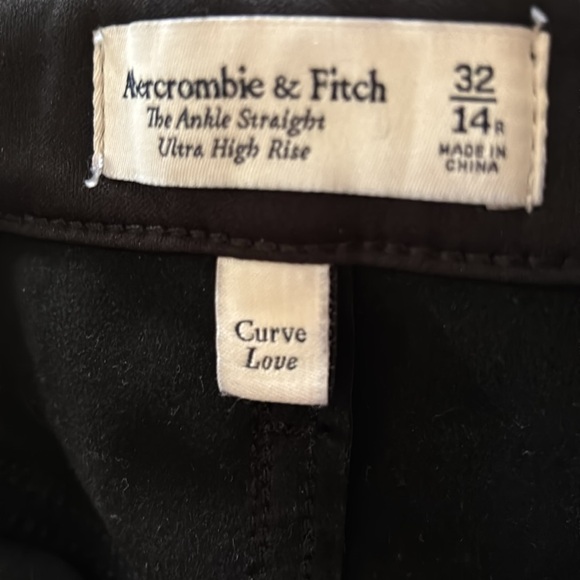 Abercrombie & Fitch
The Ankle Straight
Ultra High Rise
32
14R
MADE IN
CHINA
Curve
Love